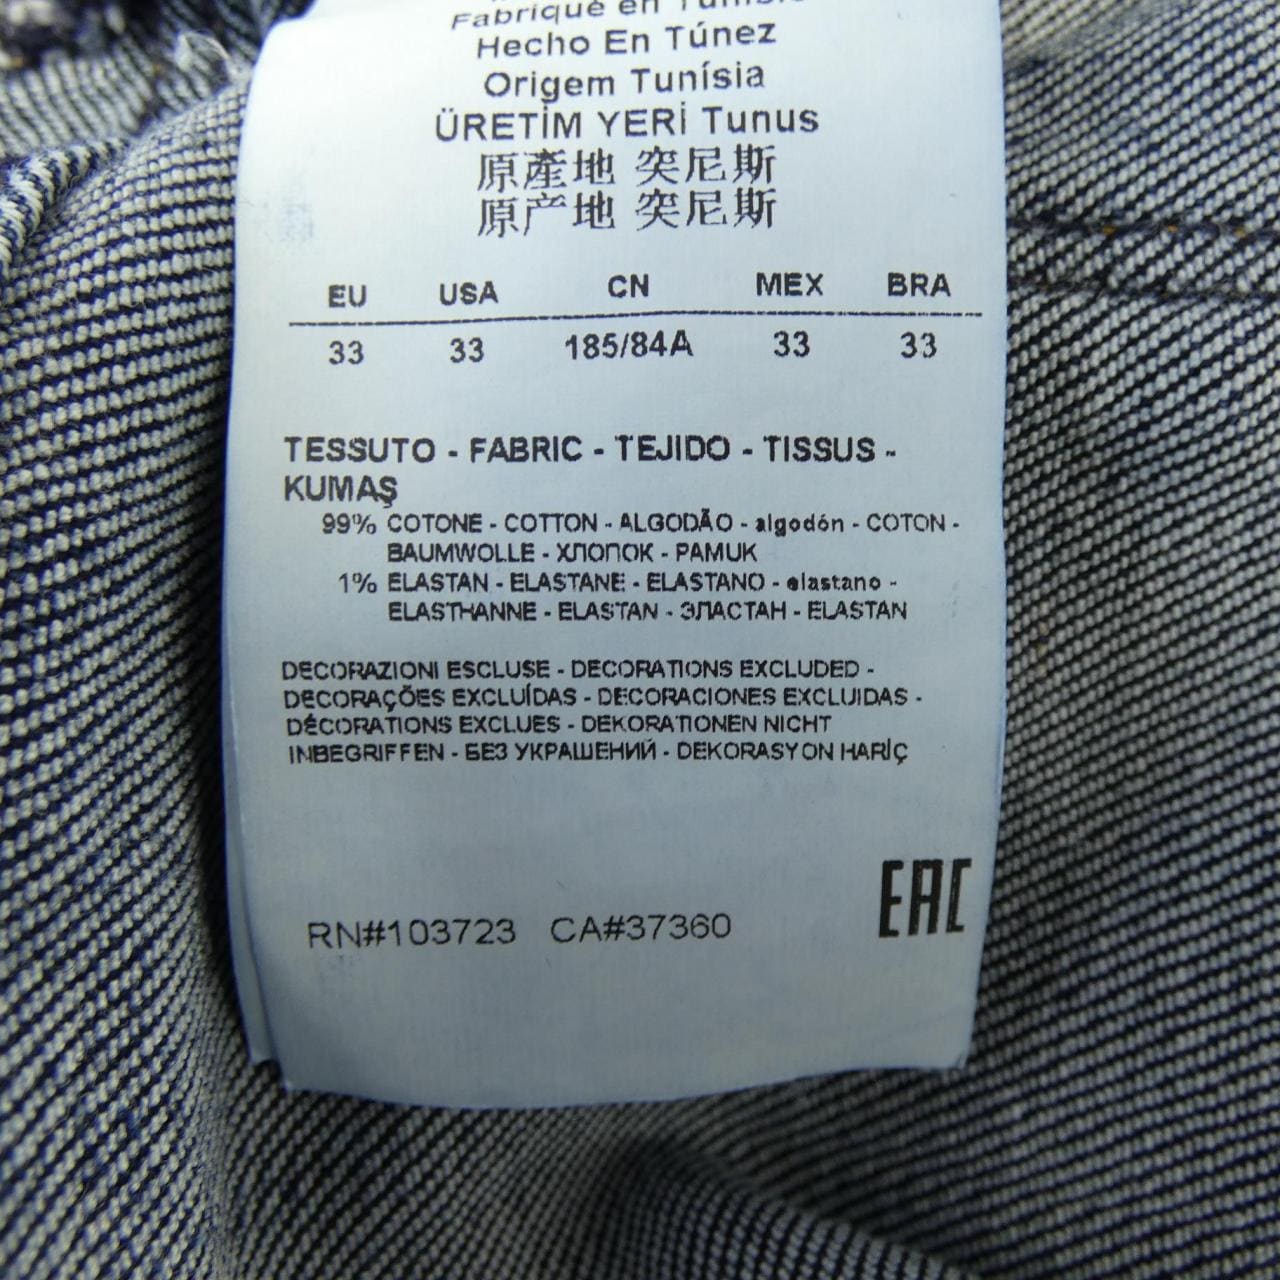 Fabriqué en Tunisie
Hecho En Túnez
Origem Tunísia
ÜRETİM YERİ Tunus
原產地 突尼斯
原产地 突尼斯
EU USA CN MEX BRA
33 33 185/84A 33 33
TESSUTO - FABRIC - TEJIDO - TISSUS -
KUMAŞ
99% COTONE - COTTON - ALGODÃO - algodón - COTON -
BAUMWOLLE - ХЛОПОК - PAMUK
1% ELASTAN - ELASTANE - ELASTANO - elastano -
ELASTHANNE - ELASTAN - ЭЛАСТАН - ELASTAN
DECORAZIONI ESCLUSE - DECORATIONS EXCLUDED -
DECORAÇÕES EXCLUÍDAS - DECORACIONES EXCLUIDAS -
DÉCORATIONS EXCLUES - DEKORATIONEN NICHT
INBEGRIFFEN - БЕЗ УКРАШЕНИЙ - DEKORASYON HARİÇ
EAC
RN#103723 CA#37360